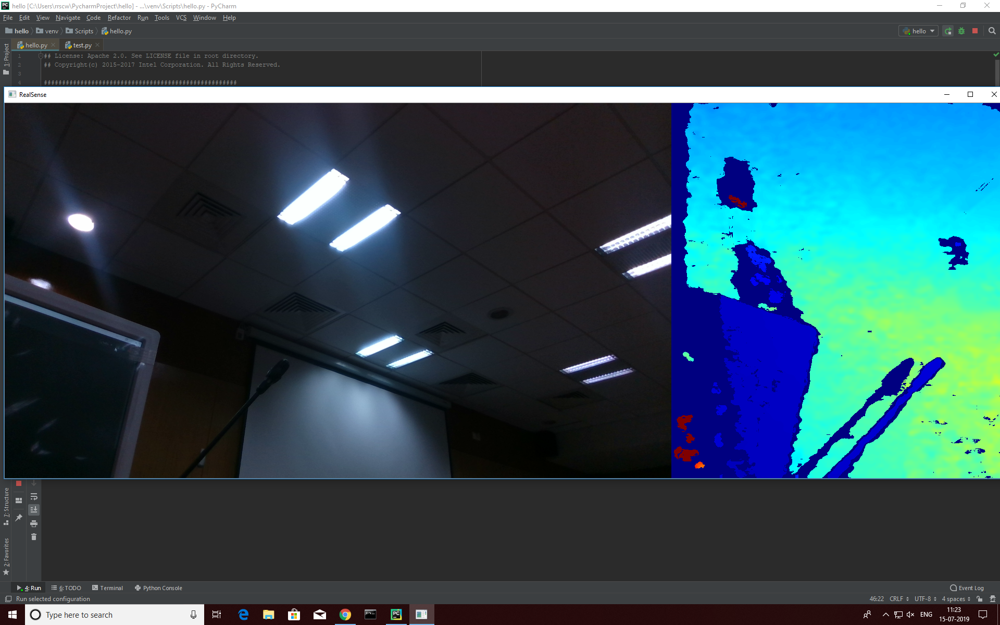 hello [C:\Users\rrscw\PycharmProject\hello] - ...\venv\Scripts\hello.py - PyCharm
File Edit View Navigate Code Refactor Run Tools VCS Window Help
hello venv Scripts hello.py hello
hello.py test.py
1: Project
1 ## License: Apache 2.0. See LICENSE file in root directory.
2 ## Copyright(c) 2015-2017 Intel Corporation. All Rights Reserved.
3
4 #####################################################
RealSense
7: Structure
2: Favorites
4: Run 6: TODO Terminal Python Console Event Log
Run selected configuration 46:22 CRLF UTF-8 4 spaces
Type here to search ENG 11:23
15-07-2019